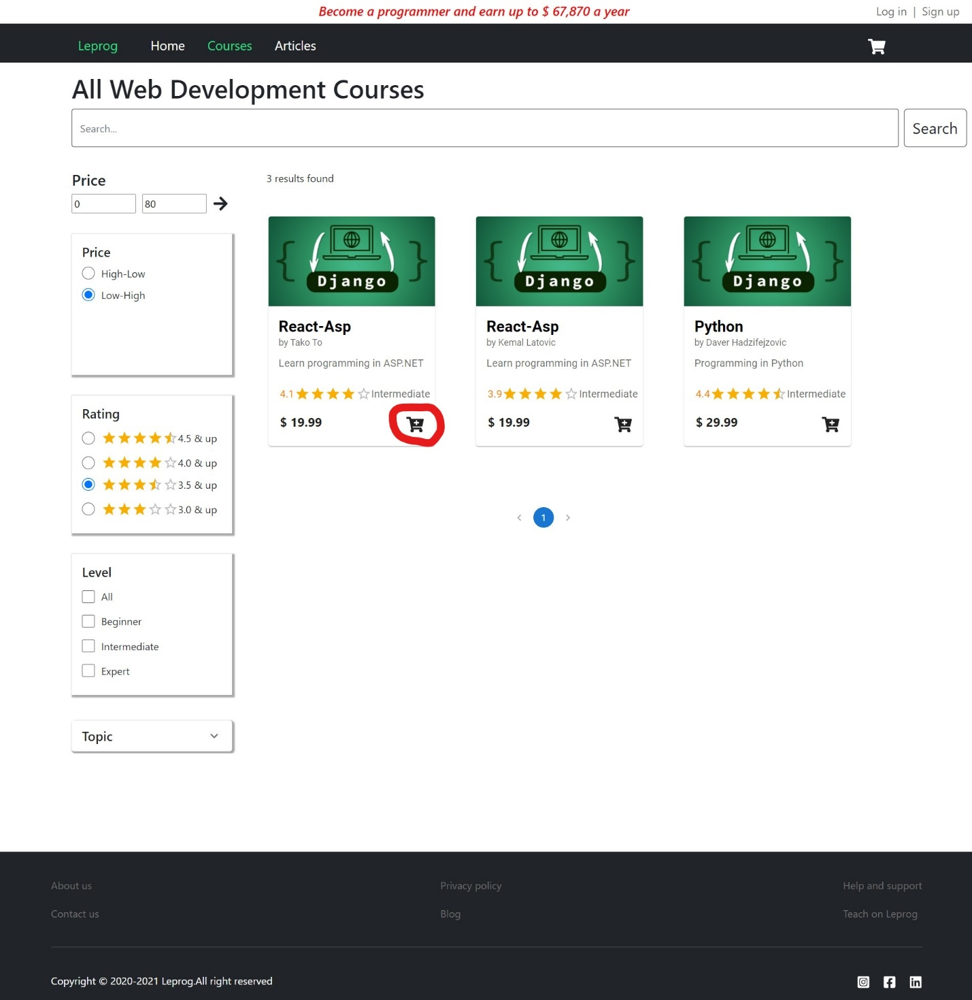 Become a programmer and earn up to $ 67,870 a year
Log in | Sign up
Leprog Home Courses Articles
All Web Development Courses
Search...
Search
Price
0 80
3 results found
Price
High-Low
Low-High
Rating
4.5 & up
4.0 & up
3.5 & up
3.0 & up
Level
All
Beginner
Intermediate
Expert
Topic
Django
React-Asp
by Tako To
Learn programming in ASP.NET
4.1 Intermediate
$ 19.99
Django
React-Asp
by Kemal Latovic
Learn programming in ASP.NET
3.9 Intermediate
$ 19.99
Django
Python
by Daver Hadzifejzovic
Programming in Python
4.4 Intermediate
$ 29.99
1
About us
Contact us
Privacy policy
Blog
Help and support
Teach on Leprog
Copyright © 2020-2021 Leprog.All right reserved